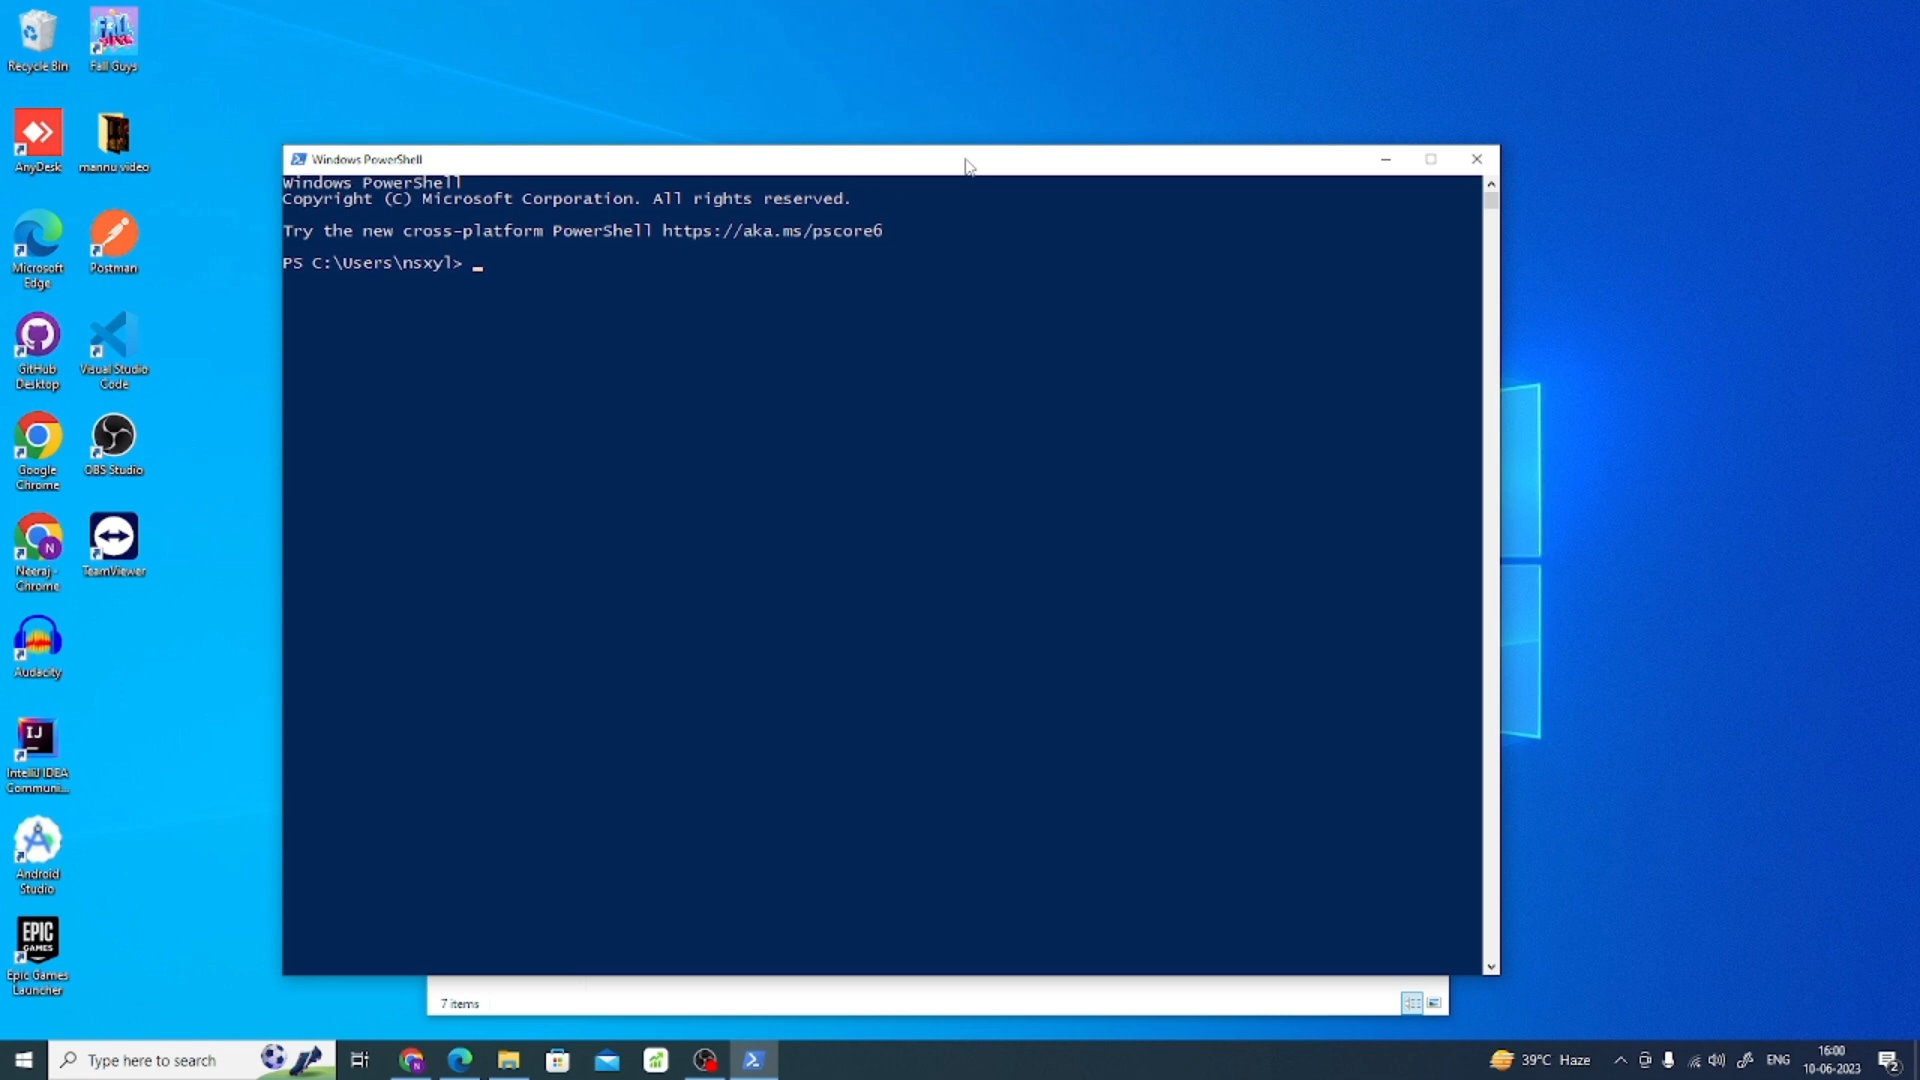 Recycle Bin
Fall Guys
AnyDesk
mannu video
Microsoft
Edge
Postman
GitHub
Desktop
Visual Studio
Code
Google
Chrome
OBS Studio
Neeraj -
Chrome
N
TeamViewer
Audacity
IJ
IntelliJ IDEA
Communi...
Android
Studio
EPIC
GAMES
Epic Games
Launcher
Windows PowerShell
Windows PowerShell
Copyright (C) Microsoft Corporation. All rights reserved.
Try the new cross-platform PowerShell https://aka.ms/pscore6
PS C:\Users\nsxyl>
7 items
Type here to search
N
39°C Haze
ENG
16:00
10-06-2023
2